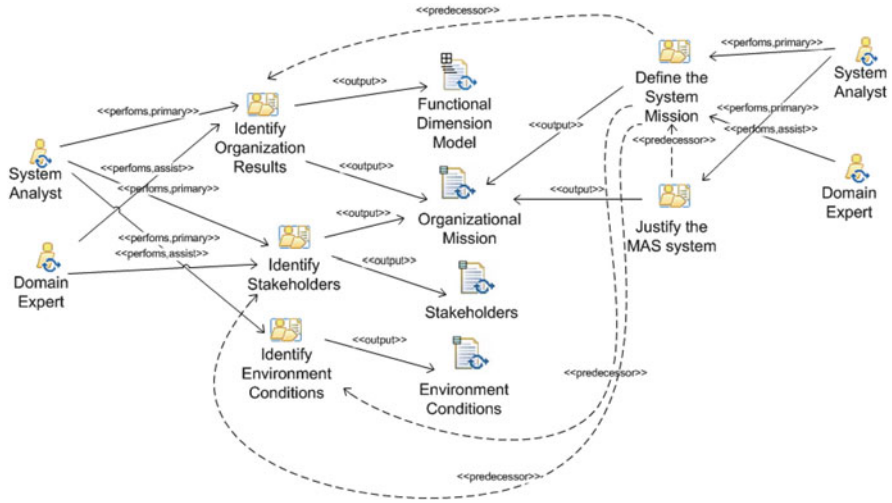 <<predecessor>>
<<perfoms,primary>>
<<output>>
<<perfoms,primary>>
Define the
System
Mission
System
Analyst
Functional
Dimension
Model
Identify
Organization
Results
<<perfoms,primary>>
<<output>>
<<perfoms,assist>>
<<predecessor>>
<<perfoms,assist>>
System
Analyst
<<output>>
<<perfoms,primary>>
<<output>>
Domain
Expert
Organizational
Mission
Justify the
MAS system
<<output>>
<<perfoms,primary>>
<<perfoms,assist>>
Identify
Stakeholders
<<output>>
Domain
Expert
Stakeholders
<<output>>
Identify
Environment
Conditions
<<predecessor>>
Environment
Conditions
<<predecessor>>